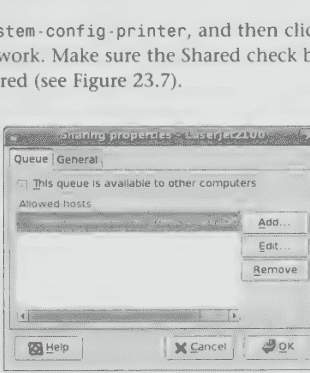 stem-config-printer, and then clic
work. Make sure the Shared check b
red (see Figure 23.7).
Sharing properties - LaserJet2100
Queue General
This queue is available to other computers
Allowed hosts
Add...
Edit...
Remove
Help Cancel OK